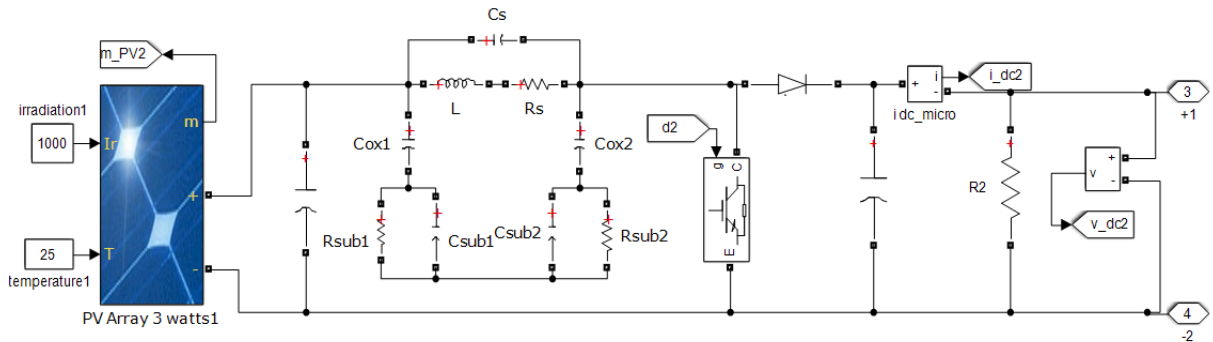 Cs
m_PV2
irradiation1
1000
Ir
m
L
Rs
i
i_dc2
+
-
i dc_micro
3
+1
Cox1
Cox2
d2
g
C
E
R2
+
v
-
v_dc2
Rsub1
Csub1
Csub2
Rsub2
+
-
25
T
temperature1
PV Array 3 watts1
4
-2